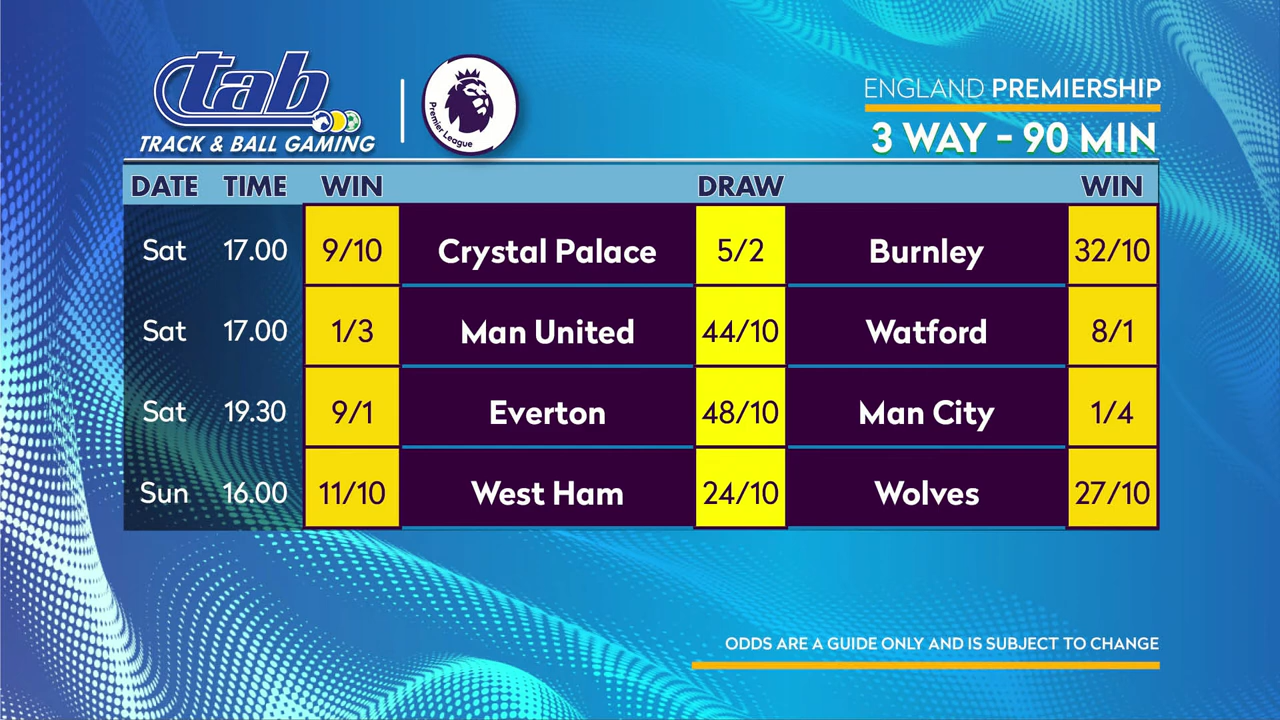 tab
TRACK & BALL GAMING
Premier League
ENGLAND PREMIERSHIP
3 WAY - 90 MIN
DATE TIME WIN DRAW WIN
Sat 17.00 9/10 Crystal Palace 5/2 Burnley 32/10
Sat 17.00 1/3 Man United 44/10 Watford 8/1
Sat 19.30 9/1 Everton 48/10 Man City 1/4
Sun 16.00 11/10 West Ham 24/10 Wolves 27/10
ODDS ARE A GUIDE ONLY AND IS SUBJECT TO CHANGE